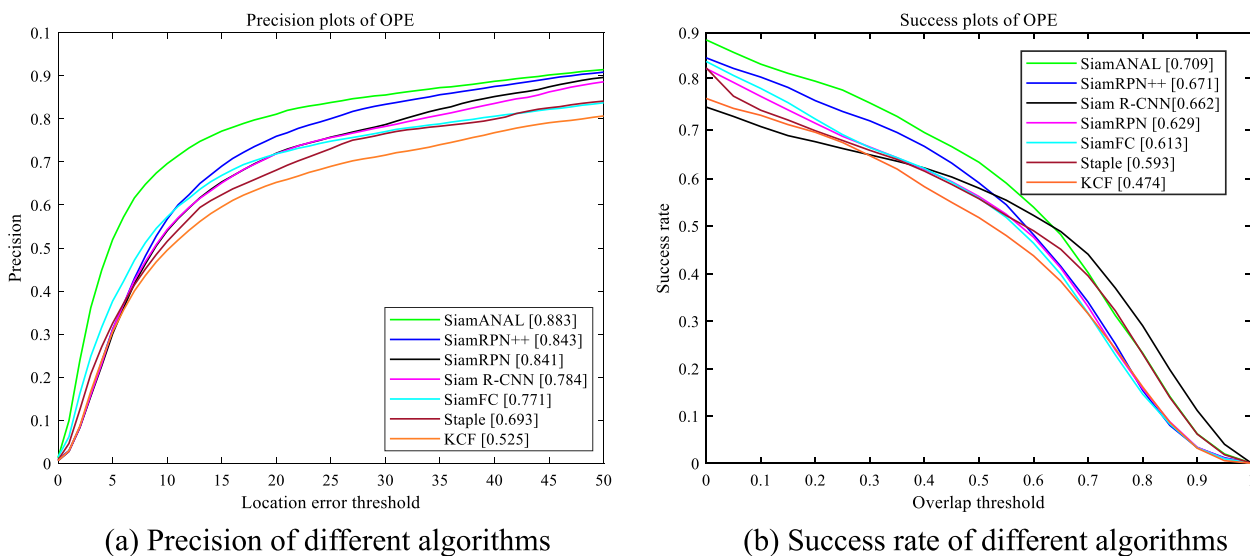 Precision plots of OPE
0.1
0.9
0.8
0.7
0.6
0.5
0.4
0.3
0.2
0.1
0
Precision
SiamANAL [0.883]
SiamRPN++ [0.843]
SiamRPN [0.841]
Siam R-CNN [0.784]
SiamFC [0.771]
Staple [0.693]
KCF [0.525]
0 5 10 15 20 25 30 35 40 45 50
Location error threshold
(a) Precision of different algorithms
Success plots of OPE
0.9
0.8
0.7
0.6
0.5
0.4
0.3
0.2
0.1
0
Success rate
SiamANAL [0.709]
SiamRPN++ [0.671]
Siam R-CNN[0.662]
SiamRPN [0.629]
SiamFC [0.613]
Staple [0.593]
KCF [0.474]
0 0.1 0.2 0.3 0.4 0.5 0.6 0.7 0.8 0.9
Overlap threshold
(b) Success rate of different algorithms